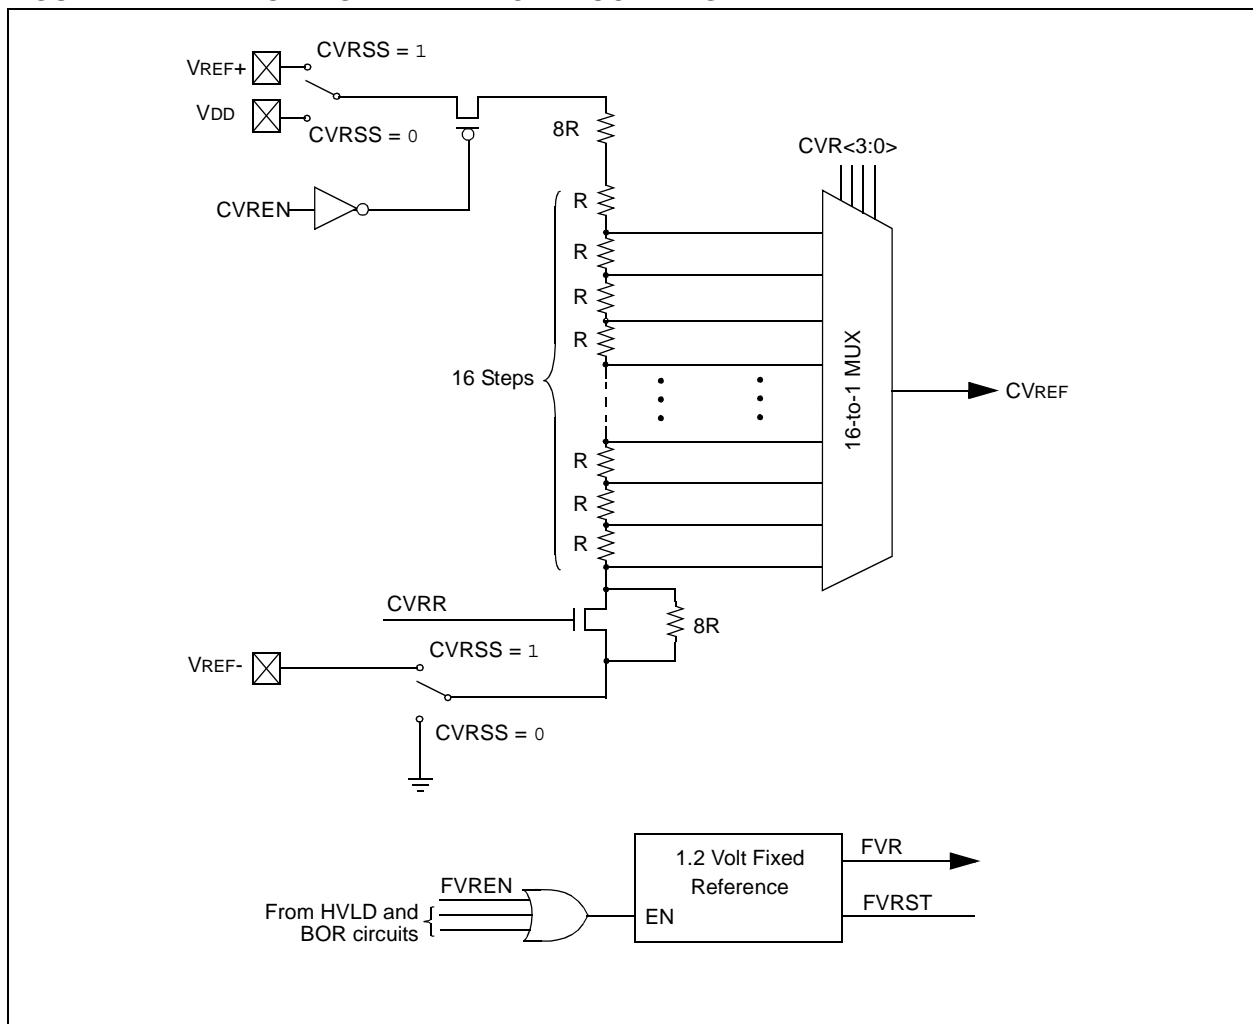 CVRSS = 1
VREF+
VDD
CVRSS = 0
8R
CVR<3:0>
CVREN
R
R
R
R
16 Steps
16-to-1 MUX
CVREF
R
R
R
CVRR
8R
CVRSS = 1
VREF-
CVRSS = 0
1.2 Volt Fixed
Reference
FVR
FVREN
From HVLD and
BOR circuits
EN
FVRST